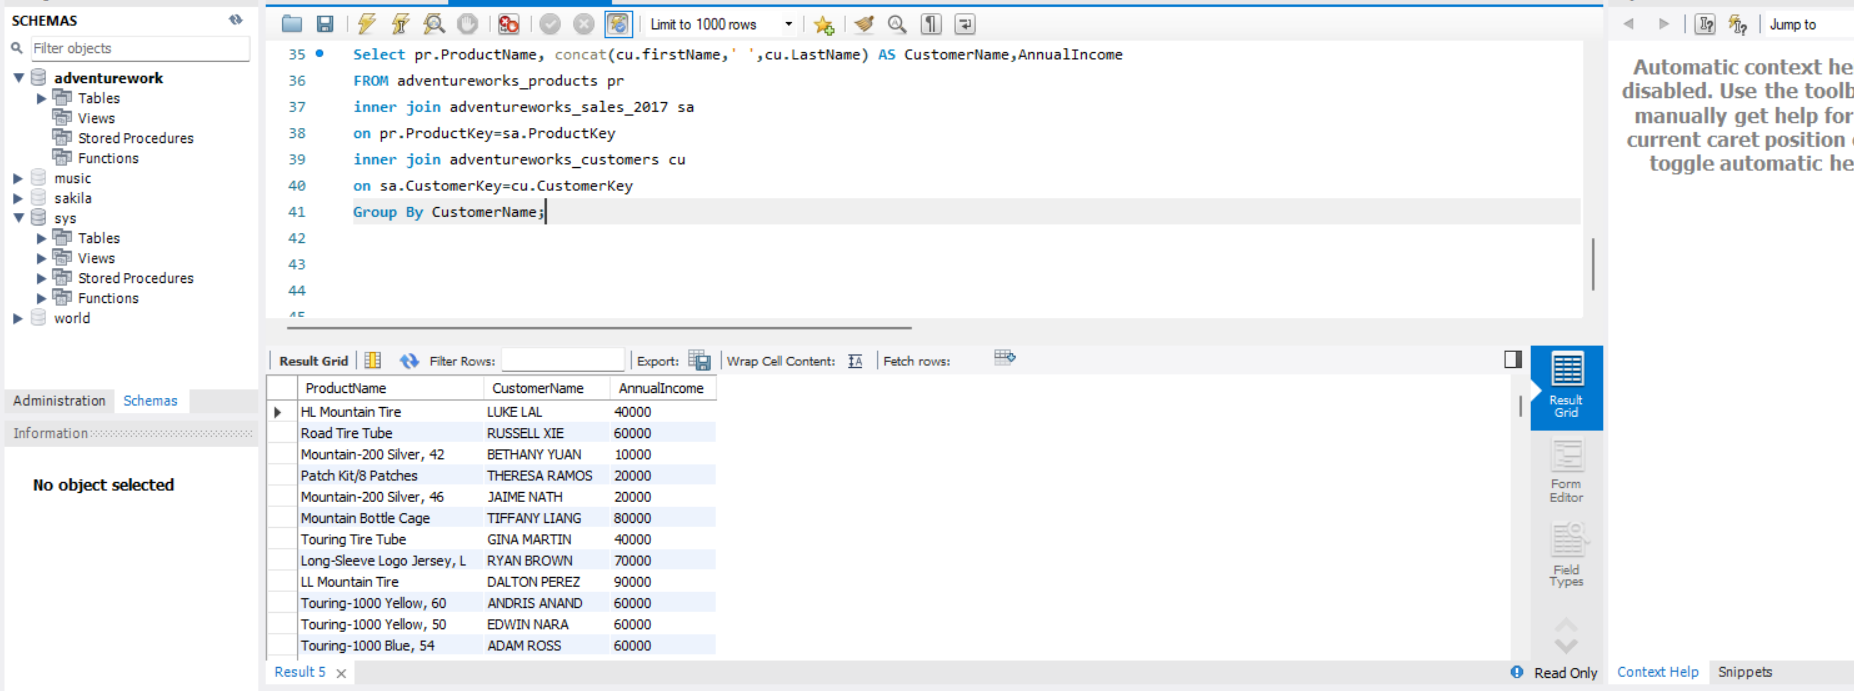 SCHEMAS
Filter objects
adventurework
Tables
Views
Stored Procedures
Functions
music
sakila
sys
Tables
Views
Stored Procedures
Functions
world
Administration Schemas
Information
No object selected
Limit to 1000 rows
35 Select pr.ProductName, concat(cu.firstName,' ',cu.LastName) AS CustomerName,AnnualIncome
36 FROM adventureworks_products pr
37 inner join adventureworks_sales_2017 sa
38 on pr.ProductKey=sa.ProductKey
39 inner join adventureworks_customers cu
40 on sa.CustomerKey=cu.CustomerKey
41 Group By CustomerName;
42
43
44
45
Result Grid Filter Rows: Export: Wrap Cell Content: Fetch rows:
ProductName CustomerName AnnualIncome
HL Mountain Tire LUKE LAL 40000
Road Tire Tube RUSSELL XIE 60000
Mountain-200 Silver, 42 BETHANY YUAN 10000
Patch Kit/8 Patches THERESA RAMOS 20000
Mountain-200 Silver, 46 JAIME NATH 20000
Mountain Bottle Cage TIFFANY LIANG 80000
Touring Tire Tube GINA MARTIN 40000
Long-Sleeve Logo Jersey, L RYAN BROWN 70000
LL Mountain Tire DALTON PEREZ 90000
Touring-1000 Yellow, 60 ANDRIS ANAND 60000
Touring-1000 Yellow, 50 EDWIN NARA 60000
Touring-1000 Blue, 54 ADAM ROSS 60000
Result 5
Result
Grid
Form
Editor
Field
Types
Read Only
Jump to
Automatic context he
disabled. Use the toolb
manually get help for
current caret position
toggle automatic he
Context Help Snippets